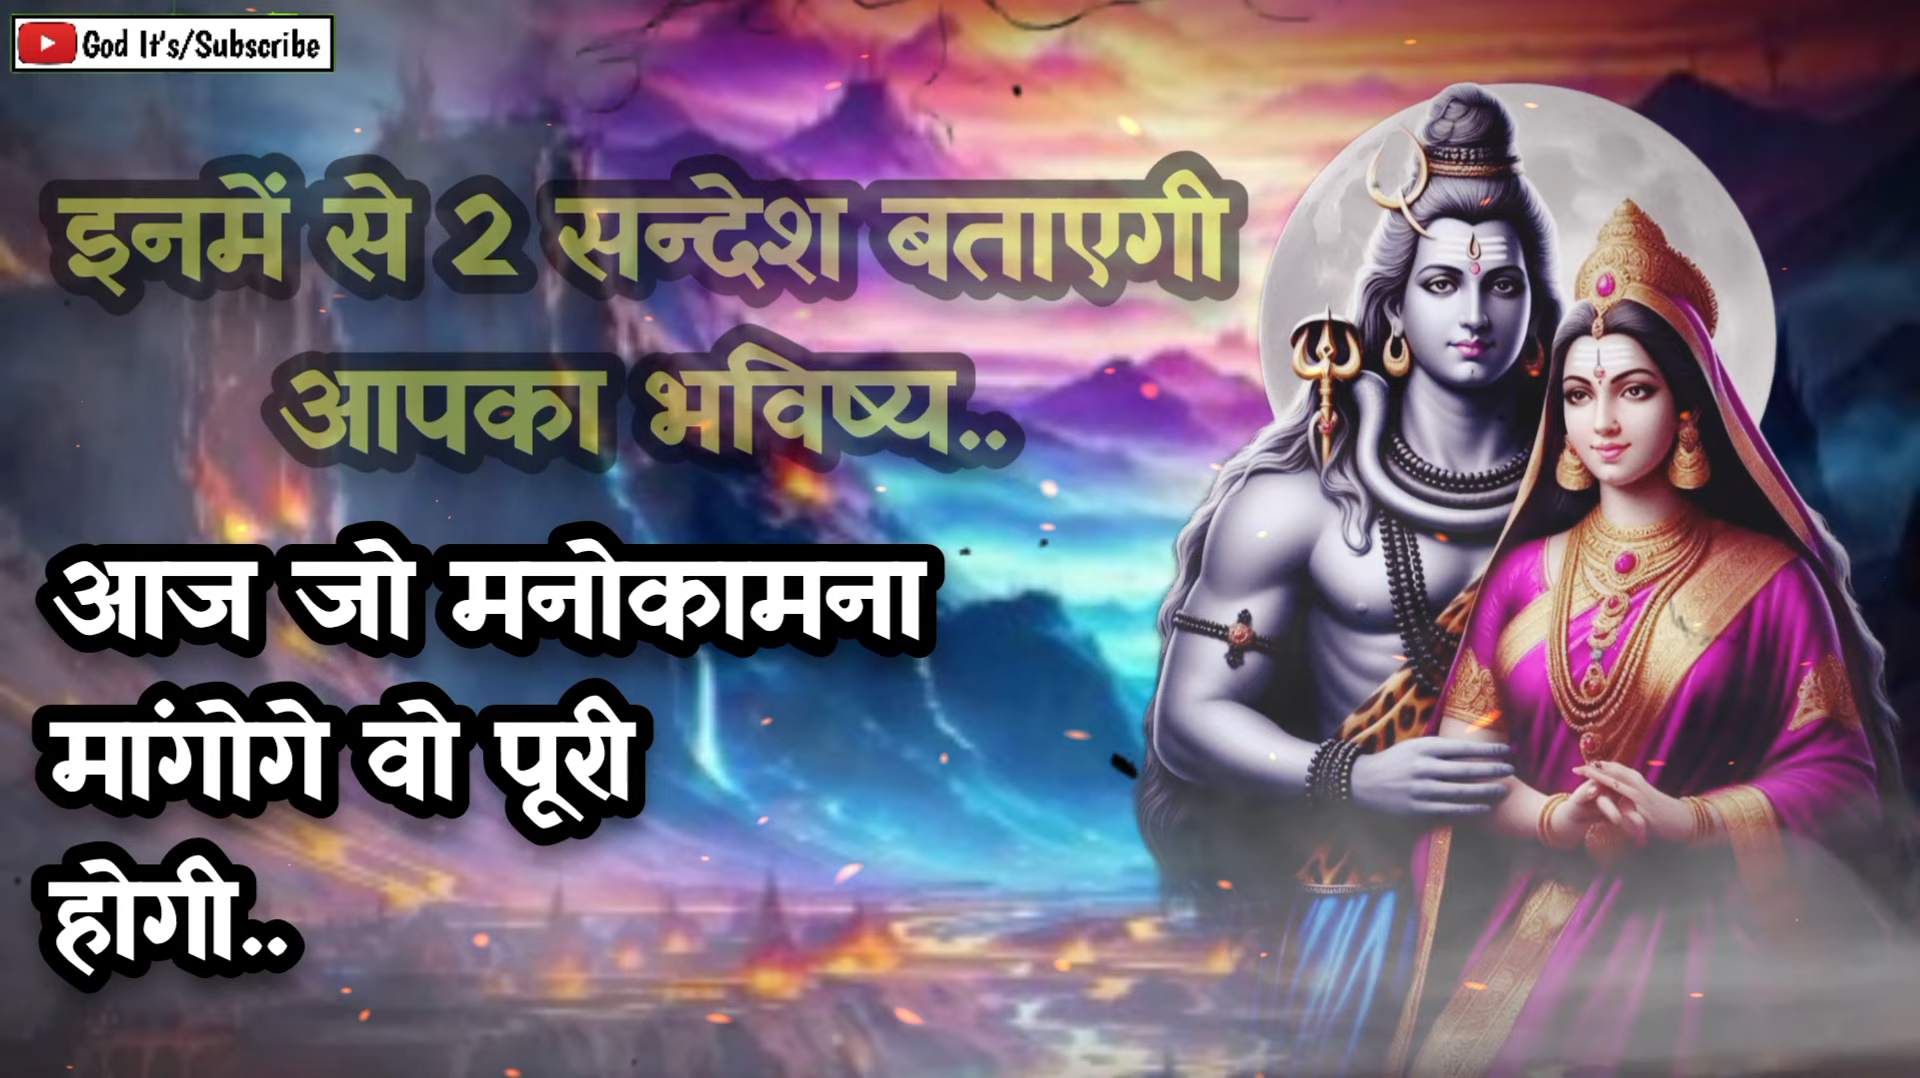 God It's/Subscribe
इनमें से 2 सन्देश बताएगी
आपका भविष्य..
आज जो मनोकामना
मांगोगे वो पूरी
होगी..